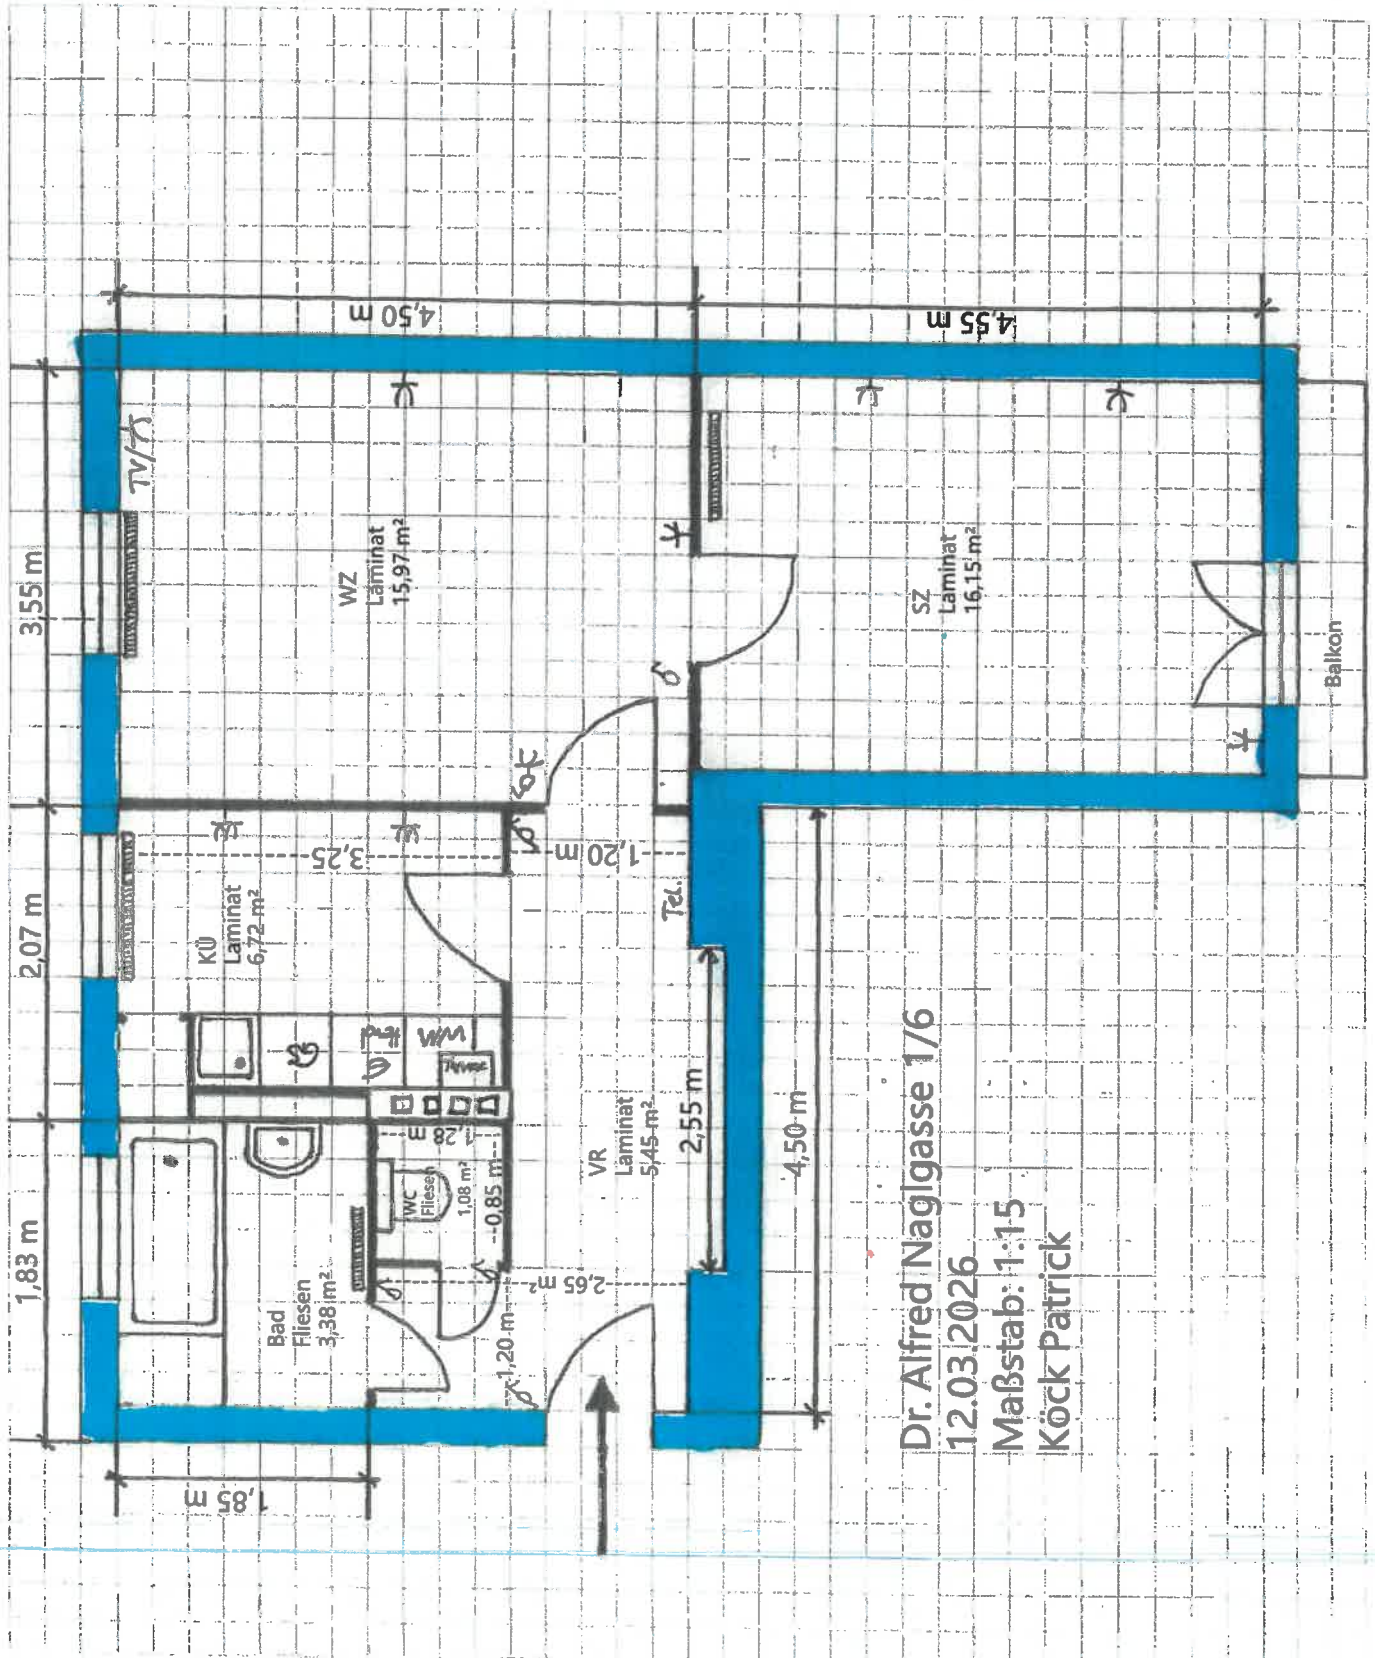 1,83 m
2,07 m
3,55 m
4,50 m
4,55 m
1,85 m
TV/
WZ
Laminat
15,97 m²
SZ
Laminat
16,15 m²
Balkon
KÜ
Laminat
6,72 m²
3,25
1,20 m
Tel.
WM
Bad
Fliesen
3,38 m²
WC
Fliesen
1,08 m²
1,28 m
0,85 m
VR
Laminat
5,45 m²
2,65 m²
1,20 m
2,55 m
4,50 m
Dr. Alfred Naglgasse 1/6
12.03.2026
Maßstab: 1:15
Köck Patrick